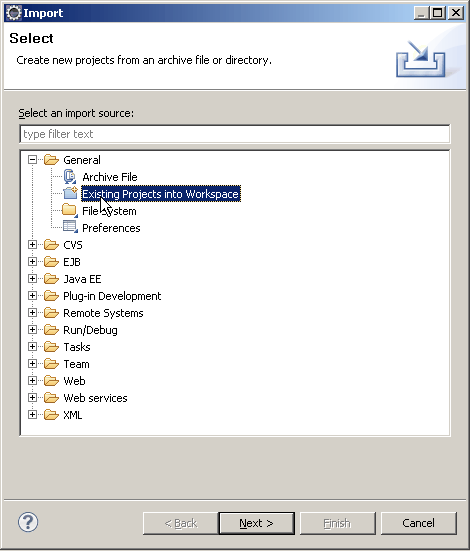 Import
Select
Create new projects from an archive file or directory.
Select an import source:
type filter text
General
Archive File
Existing Projects into Workspace
File System
Preferences
CVS
EJB
Java EE
Plug-in Development
Remote Systems
Run/Debug
Tasks
Team
Web
Web services
XML
? < Back Next > Finish Cancel